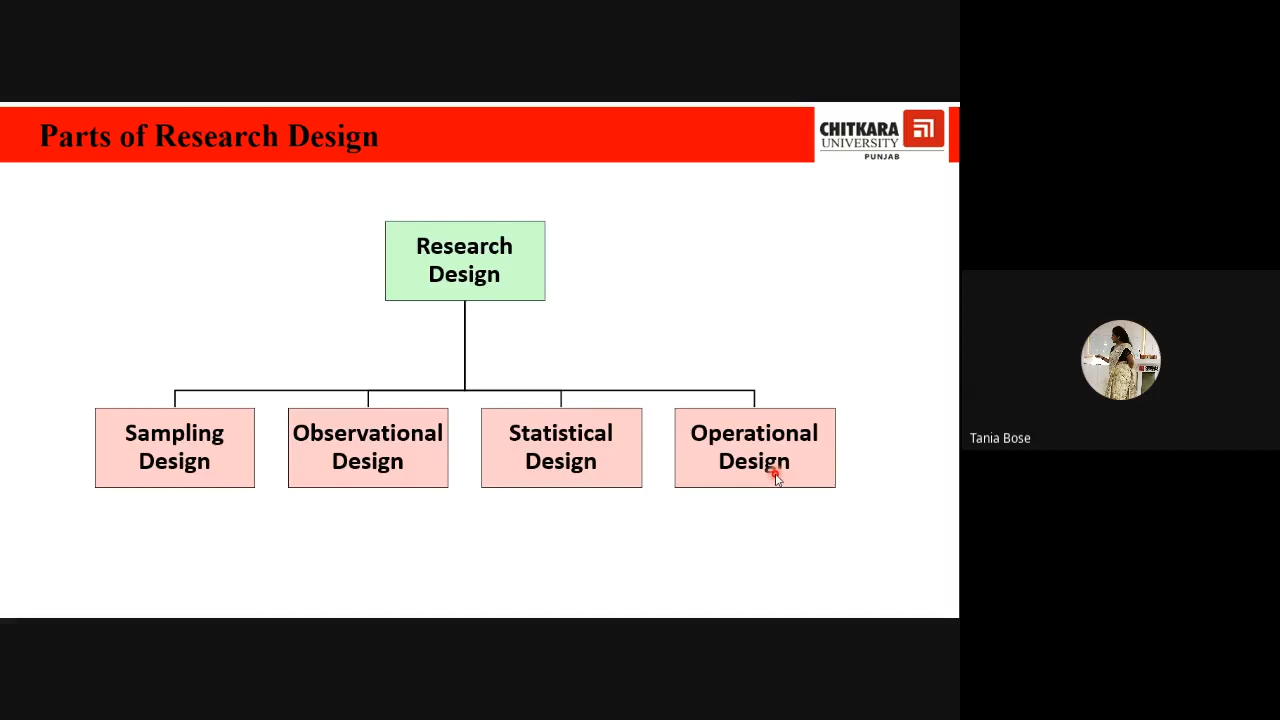 Parts of Research Design
CHITKARA
UNIVERSITY
PUNJAB
Research
Design
Sampling
Design
Observational
Design
Statistical
Design
Operational
Design
Tania Bose